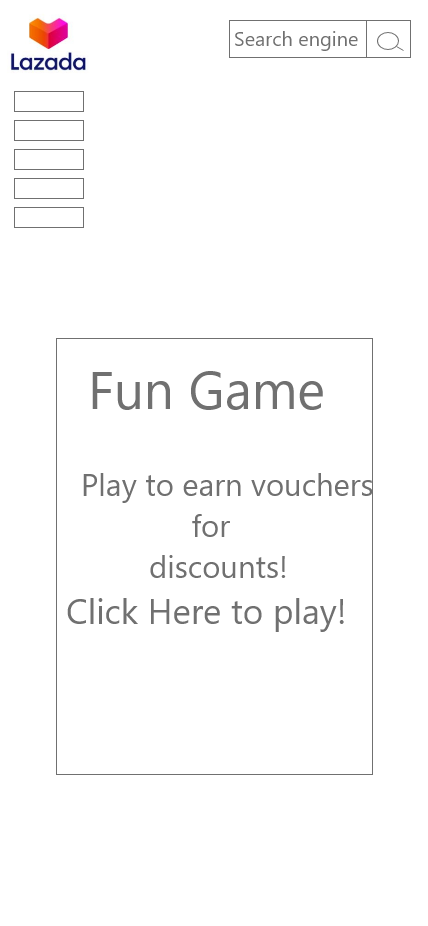 Lazada
Search engine
Fun Game
Play to earn vouchers
for
discounts!
Click Here to play!